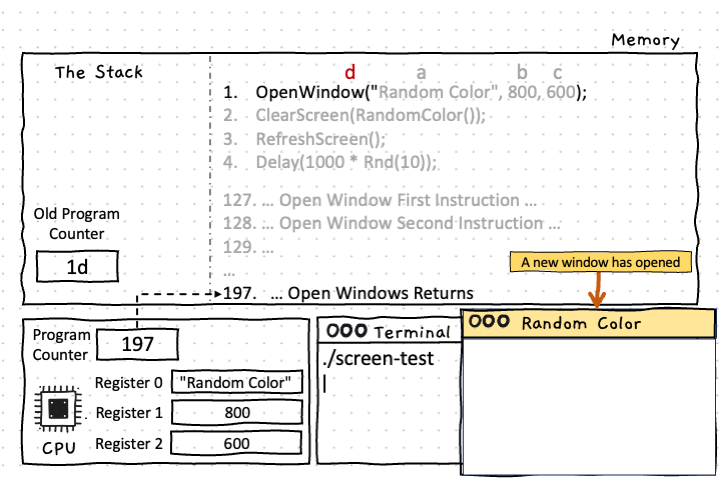 Memory
The Stack
d a b c
1. OpenWindow("Random Color", 800, 600);
2. ClearScreen(RandomColor());
3. RefreshScreen();
4. Delay(1000 * Rnd(10));
127. ... Open Window First Instruction ...
128. ... Open Window Second Instruction ...
129. ...
...
197. ... Open Windows Returns
Old Program
Counter
1d
A new window has opened
Program
Counter
197
Register 0 "Random Color"
Register 1 800
Register 2 600
CPU
Terminal
./screen-test
|
Random Color